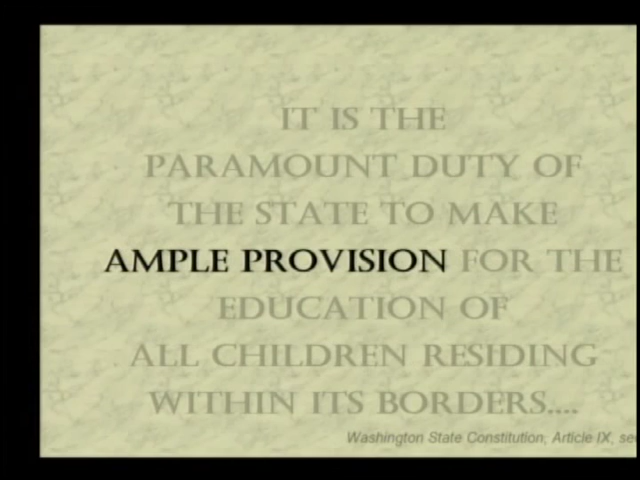 IT IS THE
PARAMOUNT DUTY OF
THE STATE TO MAKE
AMPLE PROVISION FOR THE
EDUCATION OF
ALL CHILDREN RESIDING
WITHIN ITS BORDERS....
Washington State Constitution, Article IX, se